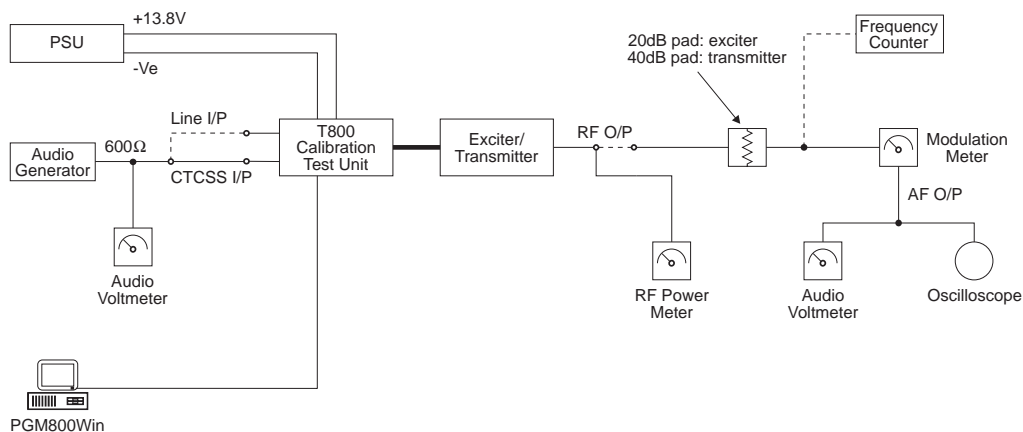 +13.8V
PSU
-Ve
Frequency
Counter
20dB pad: exciter
40dB pad: transmitter
Line I/P
600Ω
Audio
Generator
CTCSS I/P
T800
Calibration
Test Unit
Exciter/
Transmitter
RF O/P
Modulation
Meter
AF O/P
Audio
Voltmeter
RF Power
Meter
Audio
Voltmeter
Oscilloscope
PGM800Win